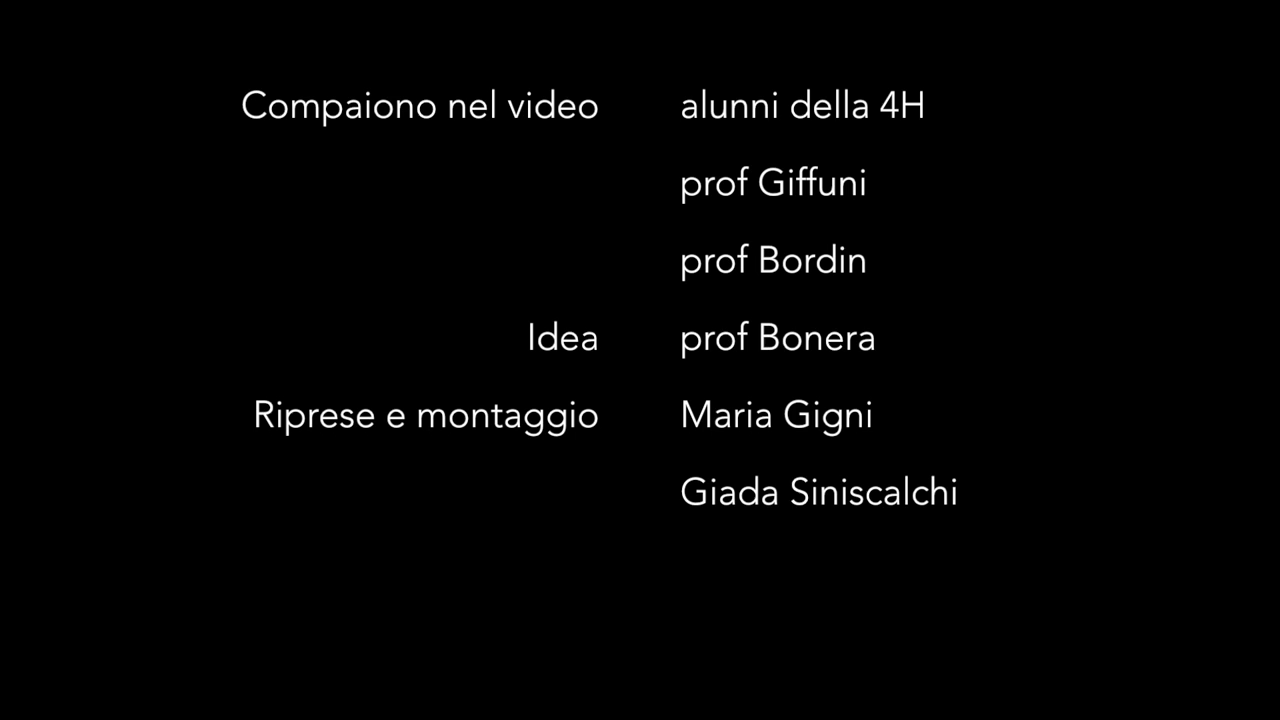 Compaiono nel video alunni della 4H
prof Giffuni
prof Bordin
Idea prof Bonera
Riprese e montaggio Maria Gigni
Giada Siniscalchi